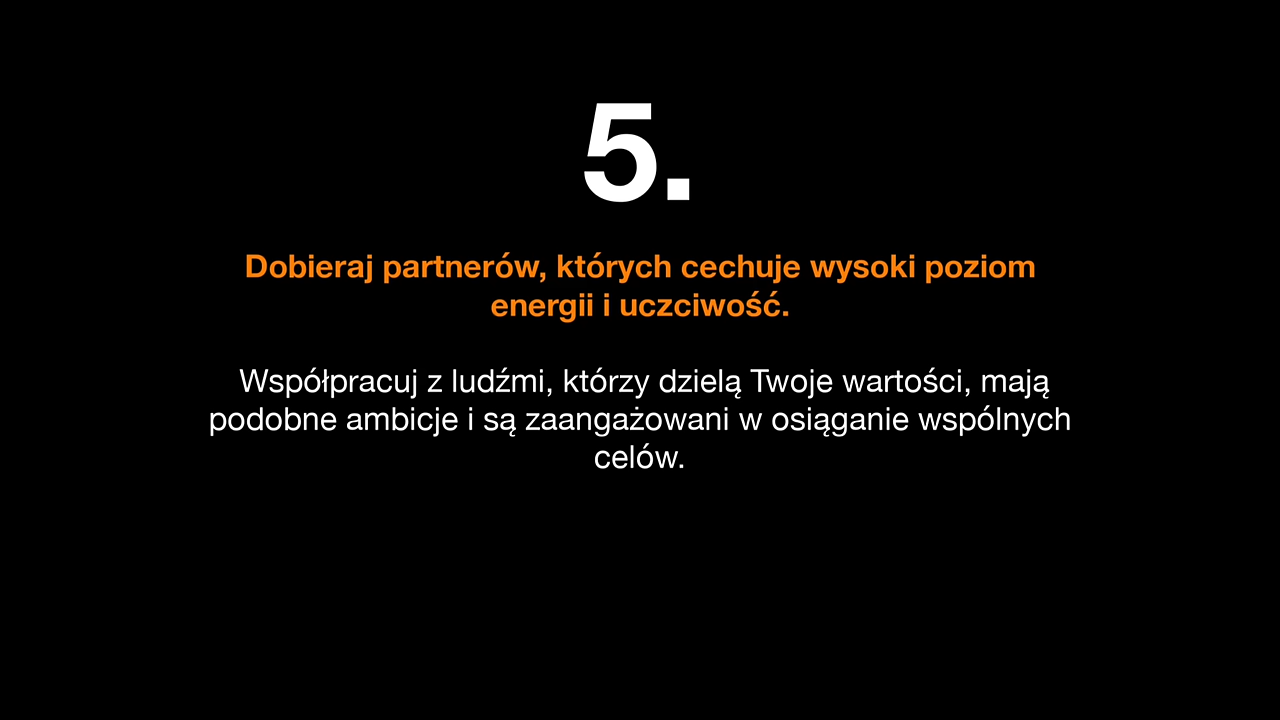 5.
Dobieraj partnerów, których cechuje wysoki poziom
energii i uczciwość.
Współpracuj z ludźmi, którzy dzielą Twoje wartości, mają
podobne ambicje i są zaangażowani w osiąganie wspólnych
celów.